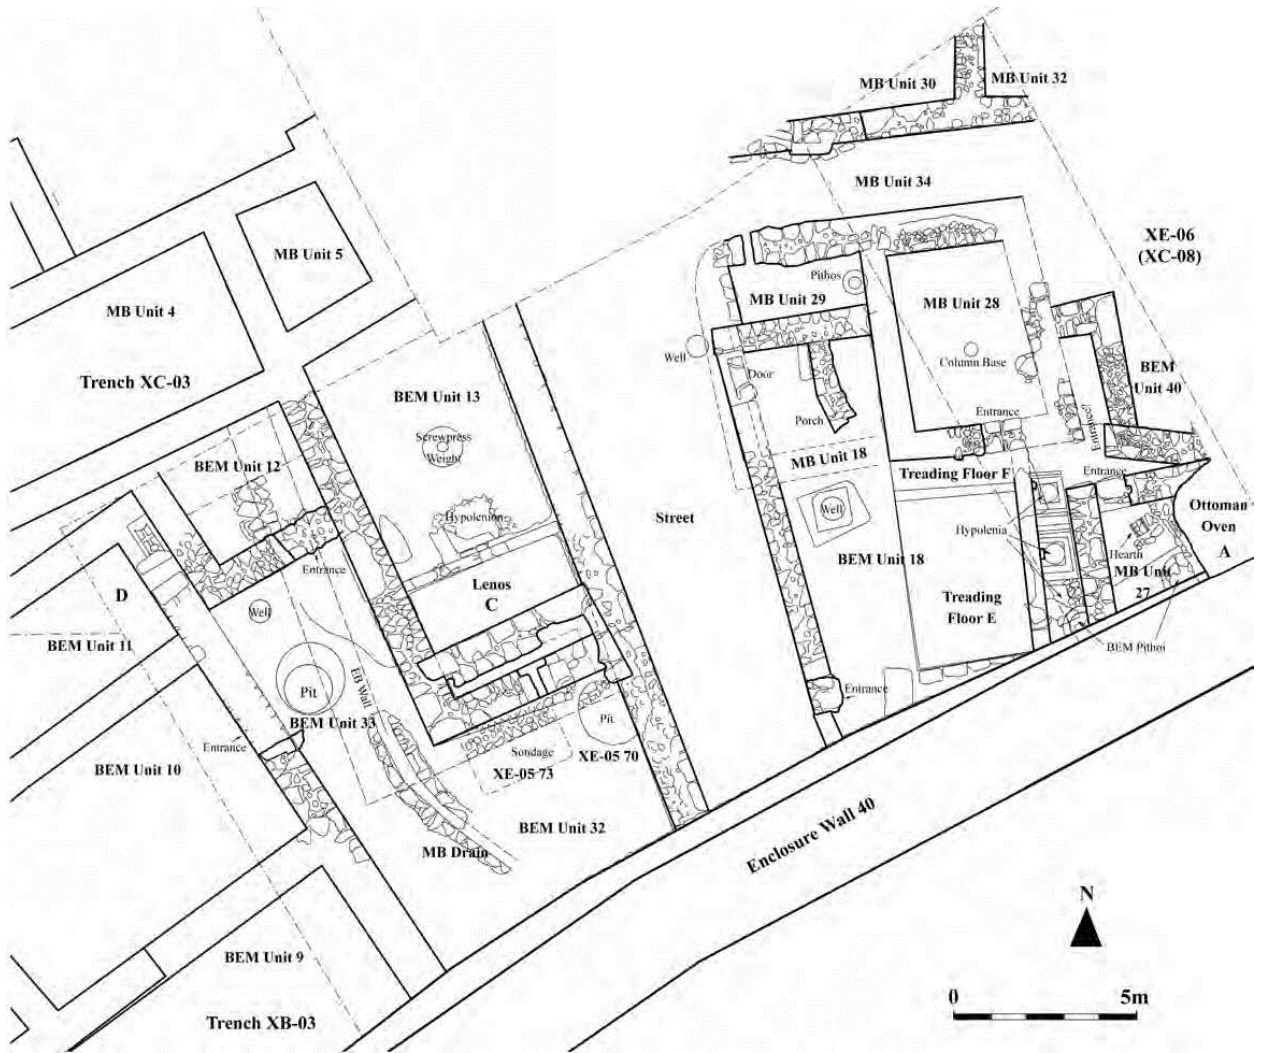 MB Unit 30
MB Unit 32
MB Unit 34
XE-06
(XC-08)
MB Unit 5
Pithos
MB Unit 29
MB Unit 28
MB Unit 4
Well
Column Base
Trench XC-03
Door
BEM
Unit 40
BEM Unit 13
Porch
Entrance
Entrance?
Screwpress
Weight
MB Unit 18
BEM Unit 12
Treading Floor F
Entrance
Hypolenion
Street
Well
Hypolenia
Ottoman
Oven
A
Entrance
BEM Unit 18
Hearth
MB Unit
27
Lenos
C
D
Well
Treading
Floor E
BEM Unit 11
BEM Pithoi
Pit
EB Wall
Entrance
BEM Unit 33
Pit
Entrance
Sondage
XE-05 70
XE-05 73
BEM Unit 10
BEM Unit 32
MB Drain
Enclosure Wall 40
N
BEM Unit 9
0 5m
Trench XB-03